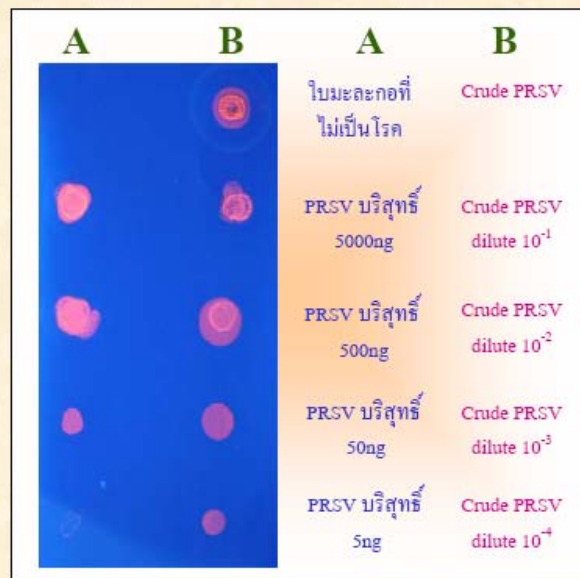 A B A B
ใบมะละกอที่ Crude PRSV
ไม่เป็นโรค
PRSV บริสุทธิ์ Crude PRSV
5000ng dilute 10⁻¹
PRSV บริสุทธิ์ Crude PRSV
500ng dilute 10⁻²
PRSV บริสุทธิ์ Crude PRSV
50ng dilute 10⁻³
PRSV บริสุทธิ์ Crude PRSV
5ng dilute 10⁻⁴